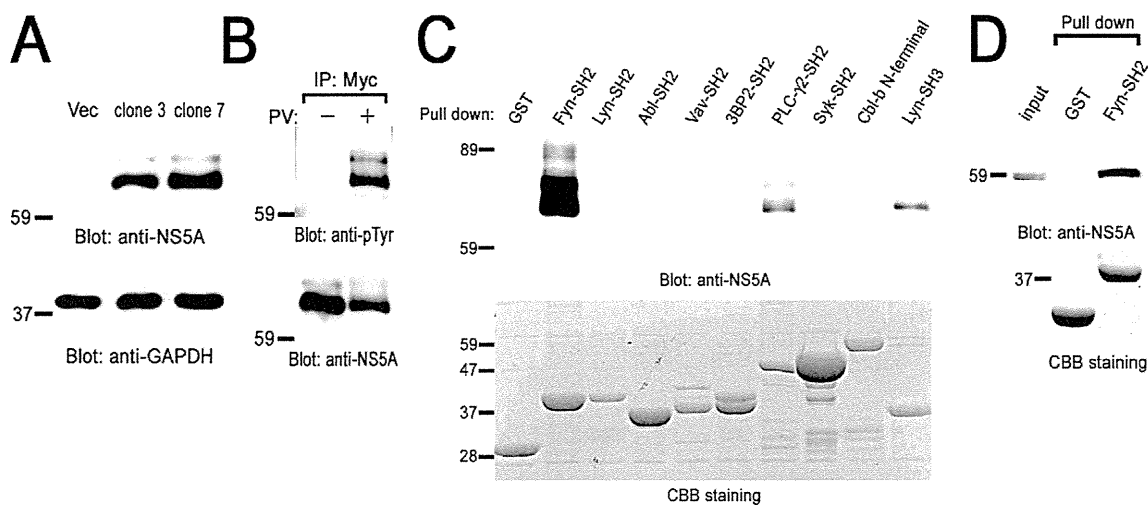 A
Vec clone 3 clone 7
59
Blot: anti-NS5A
37
Blot: anti-GAPDH
B
IP: Myc
PV: − +
59
Blot: anti-pTyr
59
Blot: anti-NS5A
C
Pull down: GST Fyn-SH2 Lyn-SH2 Abl-SH2 Vav-SH2 3BP2-SH2 PLC-γ2-SH2 Syk-SH2 Cbl-b N-terminal Lyn-SH3
89
59
Blot: anti-NS5A
59
47
37
28
CBB staining
D
Pull down
input GST Fyn-SH2
59
Blot: anti-NS5A
37
CBB staining